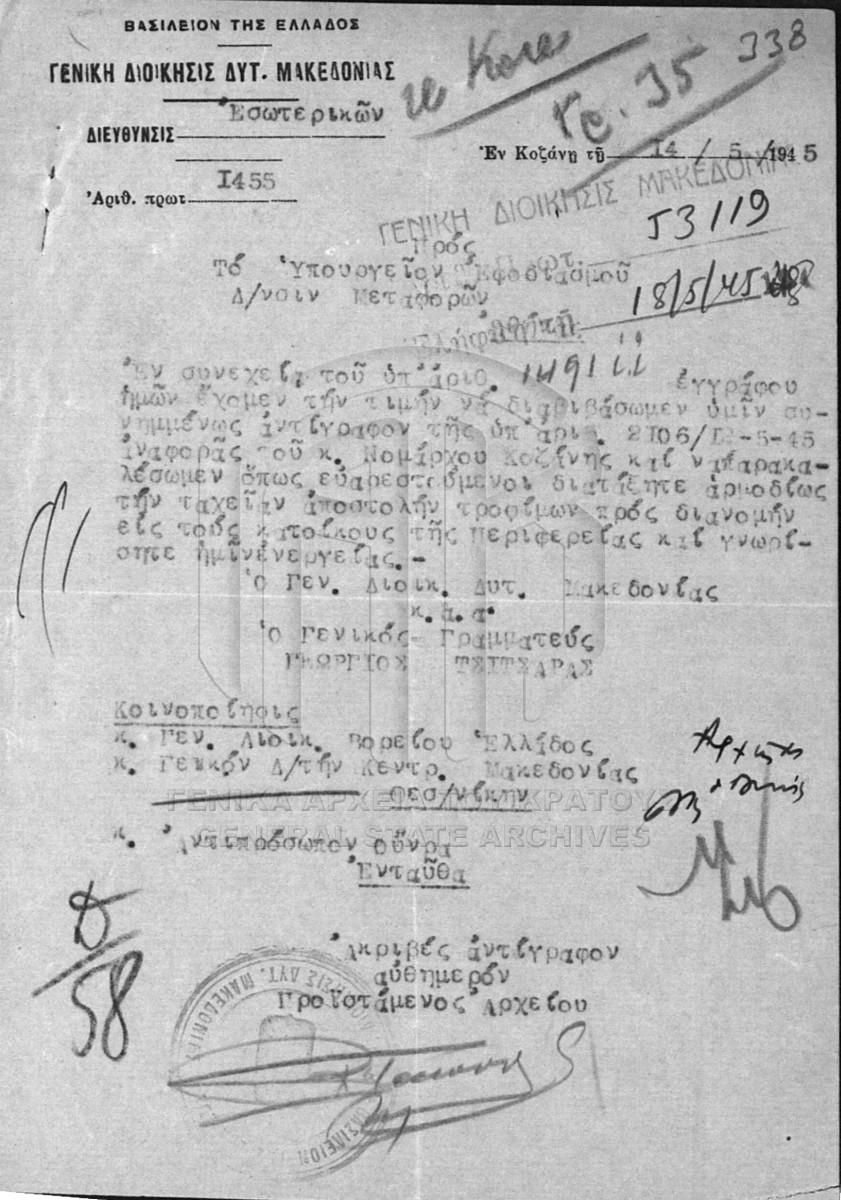 ΒΑΣΙΛΕΙΟΝ ΤΗΣ ΕΛΛΑΔΟΣ
ΓΕΝΙΚΗ ΔΙΟΙΚΗΣΙΣ ΔΥΤ. ΜΑΚΕΔΟΝΙΑΣ
Ἐσωτερικῶν
ΔΙΕΥΘΥΝΣΙΣ
Ἀριθ. πρωτ. 1455
338
Ἐν Κοζάνῃ τῇ 14 / 5 /1945
ΓΕΝΙΚΗ ΔΙΟΙΚΗΣΙΣ ΜΑΚΕΔΟΝΙΑΣ
53119
Πρός
Τό Ὑπουργεῖον Ἐφοδιασμοῦ
Δ/νσιν Μεταφορῶν
18/5/45
Ἐν συνεχείᾳ τοῦ ὑπ'ἀριθ. 1491 ἐγγράφου
ἡμῶν ἔχομεν τήν τιμήν νά διαβιβάσωμεν ὑμῖν συ-
νημμένως ἀντίγραφον τῆς ὑπ'ἀριθ. 2106/12-5-45
ἀναφορᾶς τοῦ κ. Νομάρχου Κοζάνης καί νά παρακα-
λέσωμεν ὅπως εὐαρεστούμενοι διατάξητε ἁρμοδίως
τήν ταχεῖαν ἀποστολήν τροφίμων πρός διανομήν
είς τούς κατοίκους τῆς περιφερείας καί γνωρί-
σητε ἡμῖν ἐνεργείας.-
Ὁ Γεν. Διοικ. Δυτ. Μακεδονίας
κ.ἄ.α
Ὁ Γενικός Γραμματεύς
ΓΕΩΡΓΙΟΣ ΤΣΙΤΣΑΡΑΣ
Κοινοποίησις
κ. Γεν. Διοικ. Βορείου Ἑλλάδος
κ. Γενικόν Δ/τήν Κεντρ. Μακεδονίας
Θεσ/νίκην
ΓΕΝΙΚΑ ΑΡΧΕΙΑ ΤΟΥ ΚΡΑΤΟΥΣ
GENERAL STATE ARCHIVES
κ. Ἀντιπρόσωπον οὔνρα
Ἐνταῦθα
58
Ἀκριβές ἀντίγραφον
αὐθημερόν
Προϊστάμενος Ἀρχείου